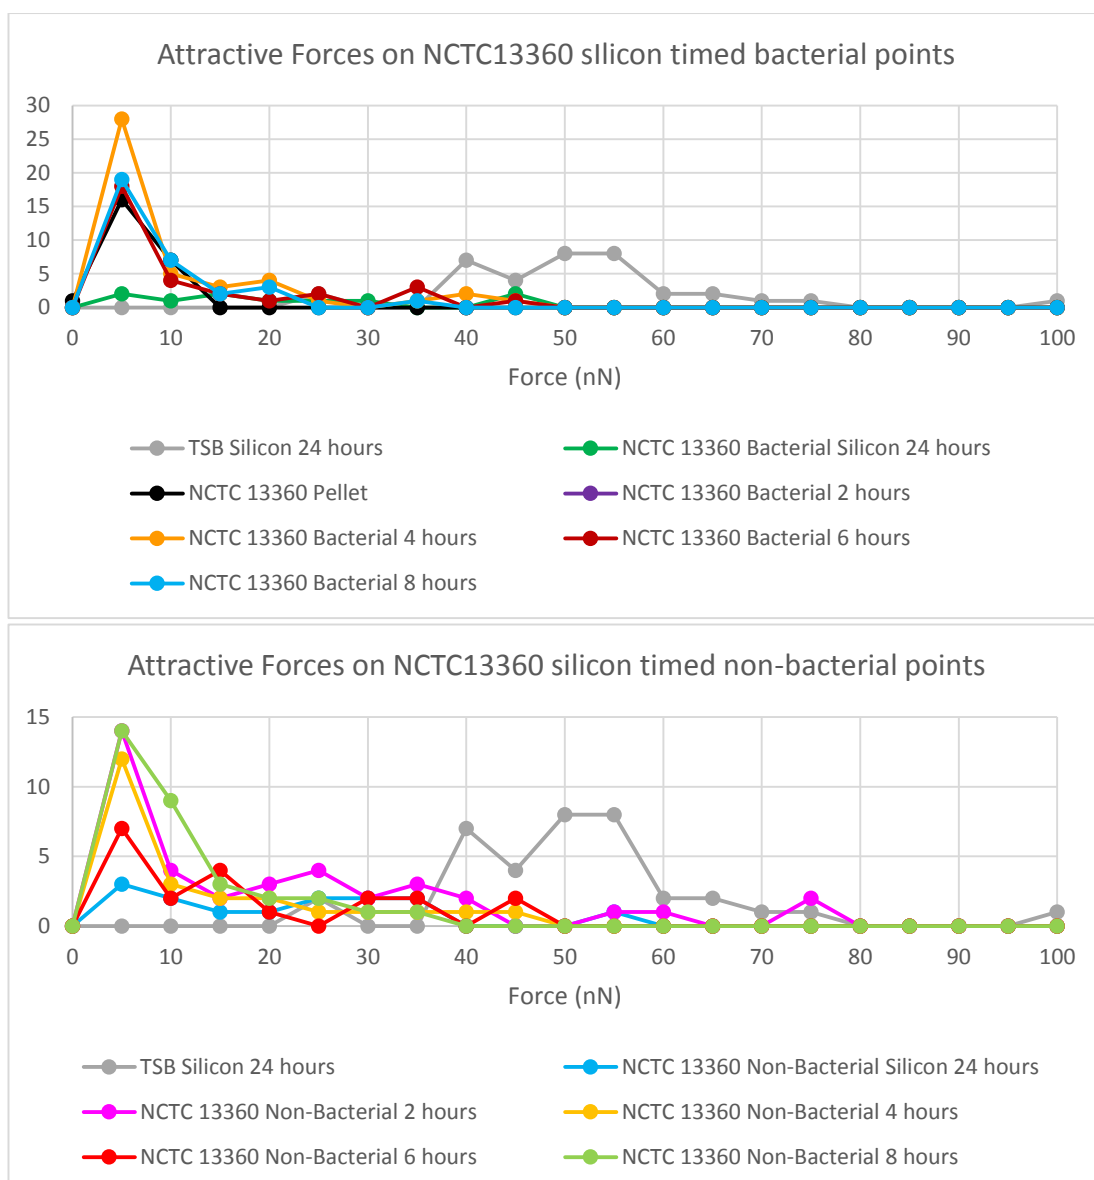 Attractive Forces on NCTC13360 sIlicon timed bacterial points
30
25
20
15
10
5
0
0 10 20 30 40 50 60 70 80 90 100
Force (nN)
TSB Silicon 24 hours NCTC 13360 Bacterial Silicon 24 hours
NCTC 13360 Pellet NCTC 13360 Bacterial 2 hours
NCTC 13360 Bacterial 4 hours NCTC 13360 Bacterial 6 hours
NCTC 13360 Bacterial 8 hours
Attractive Forces on NCTC13360 silicon timed non-bacterial points
15
10
5
0
0 10 20 30 40 50 60 70 80 90 100
Force (nN)
TSB Silicon 24 hours NCTC 13360 Non-Bacterial Silicon 24 hours
NCTC 13360 Non-Bacterial 2 hours NCTC 13360 Non-Bacterial 4 hours
NCTC 13360 Non-Bacterial 6 hours NCTC 13360 Non-Bacterial 8 hours